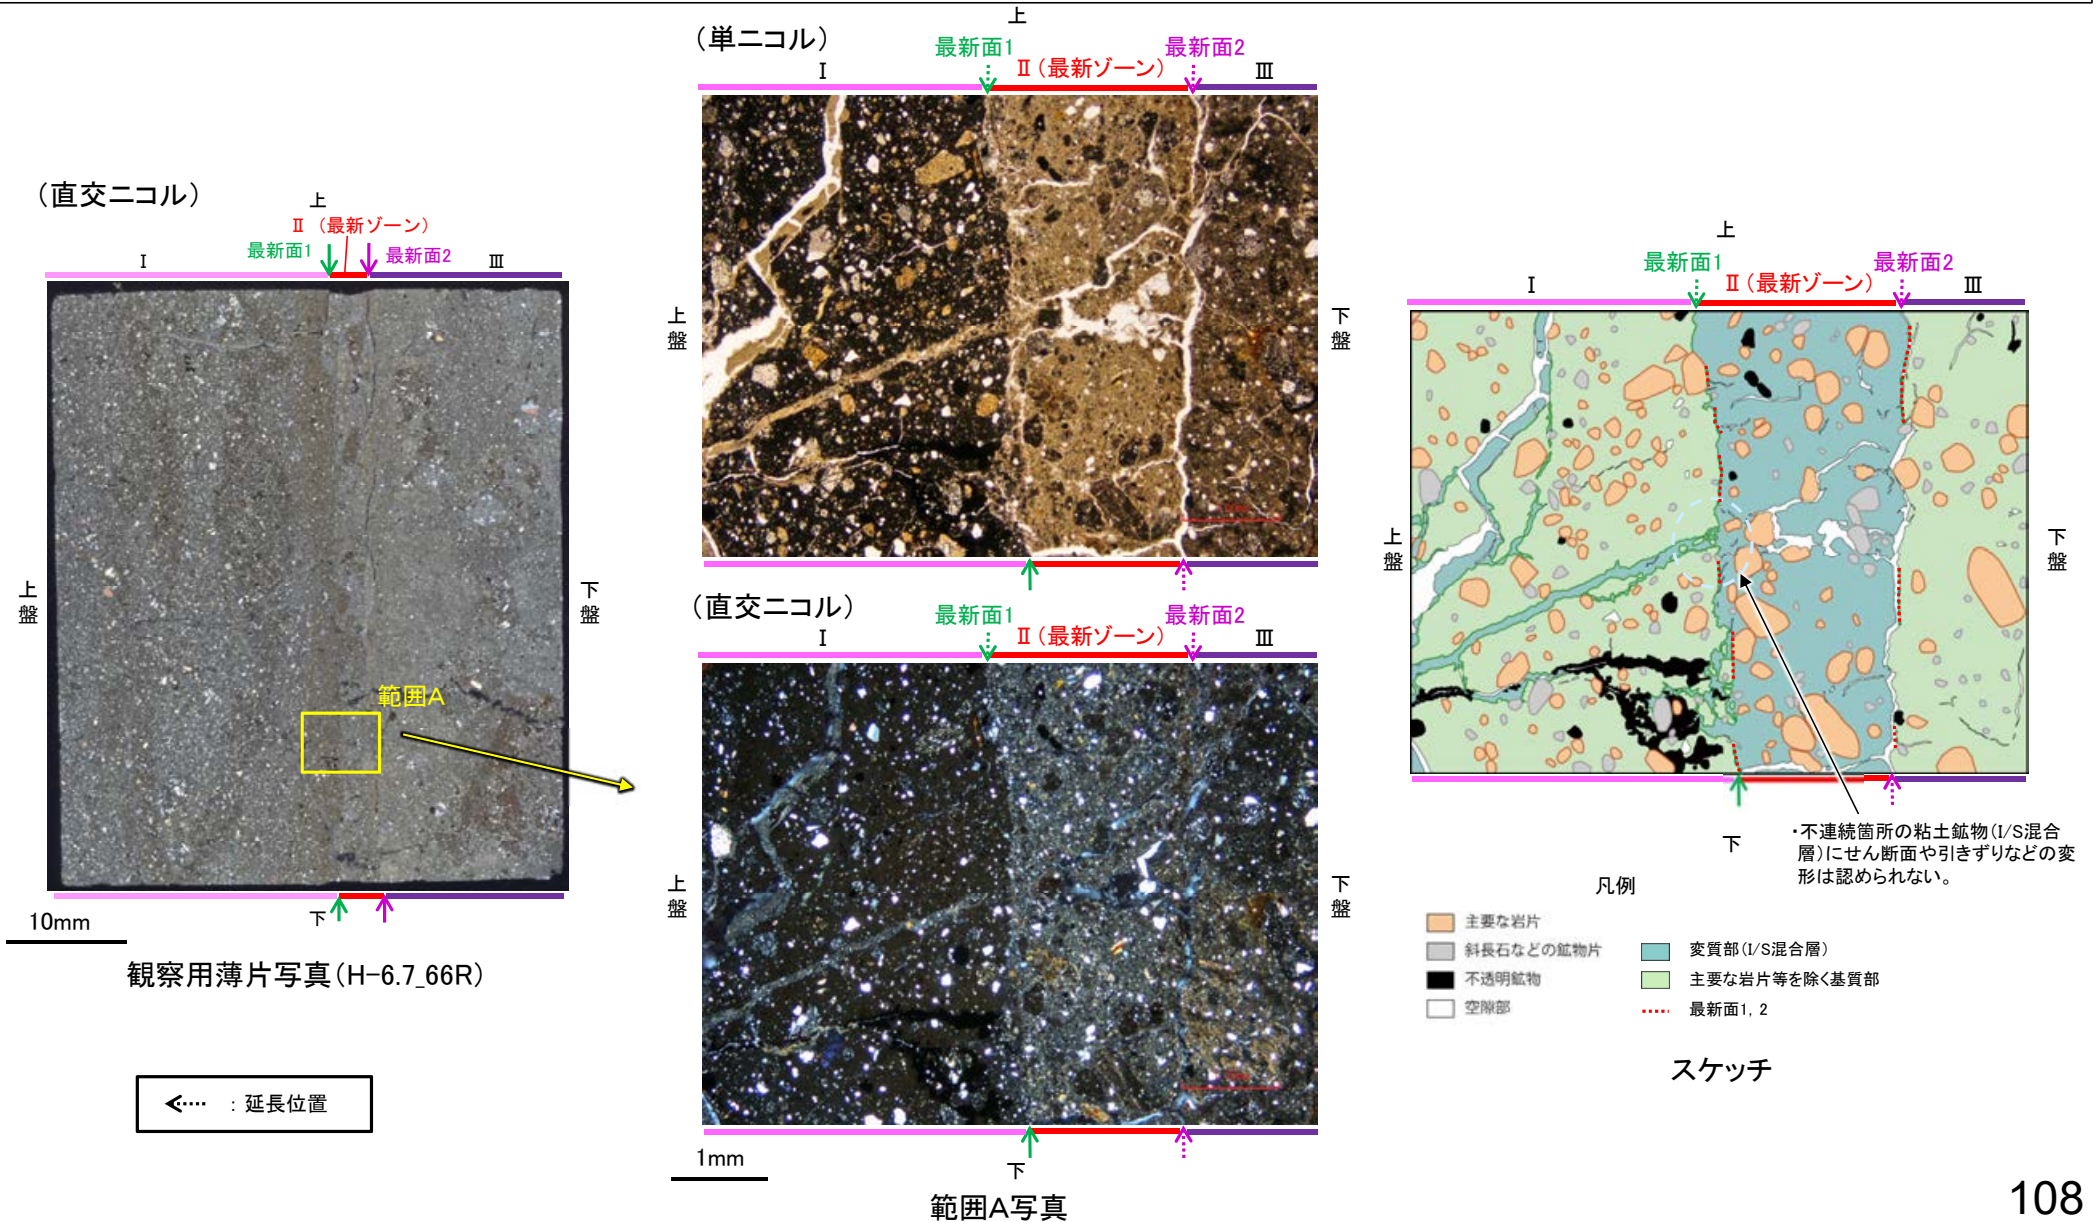 (直交ニコル)
上
Ⅱ (最新ゾーン)
最新面1
最新面2
Ⅰ
Ⅲ
上盤
下盤
範囲A
下
10mm
観察用薄片写真(H-6.7_66R)
:延長位置
(単ニコル)
上
最新面1
最新面2
Ⅰ
Ⅱ(最新ゾーン)
Ⅲ
上盤
下盤
(直交ニコル)
最新面1
最新面2
Ⅰ
Ⅱ(最新ゾーン)
Ⅲ
上盤
下盤
下
1mm
範囲A写真
上
最新面1
最新面2
Ⅰ
Ⅱ(最新ゾーン)
Ⅲ
上盤
下盤
下
・不連続箇所の粘土鉱物(I/S混合
層)にせん断面や引きずりなどの変
形は認められない。
凡例
主要な岩片
斜長石などの鉱物片
不透明鉱物
空隙部
変質部(I/S混合層)
主要な岩片等を除く基質部
最新面1, 2
スケッチ
108